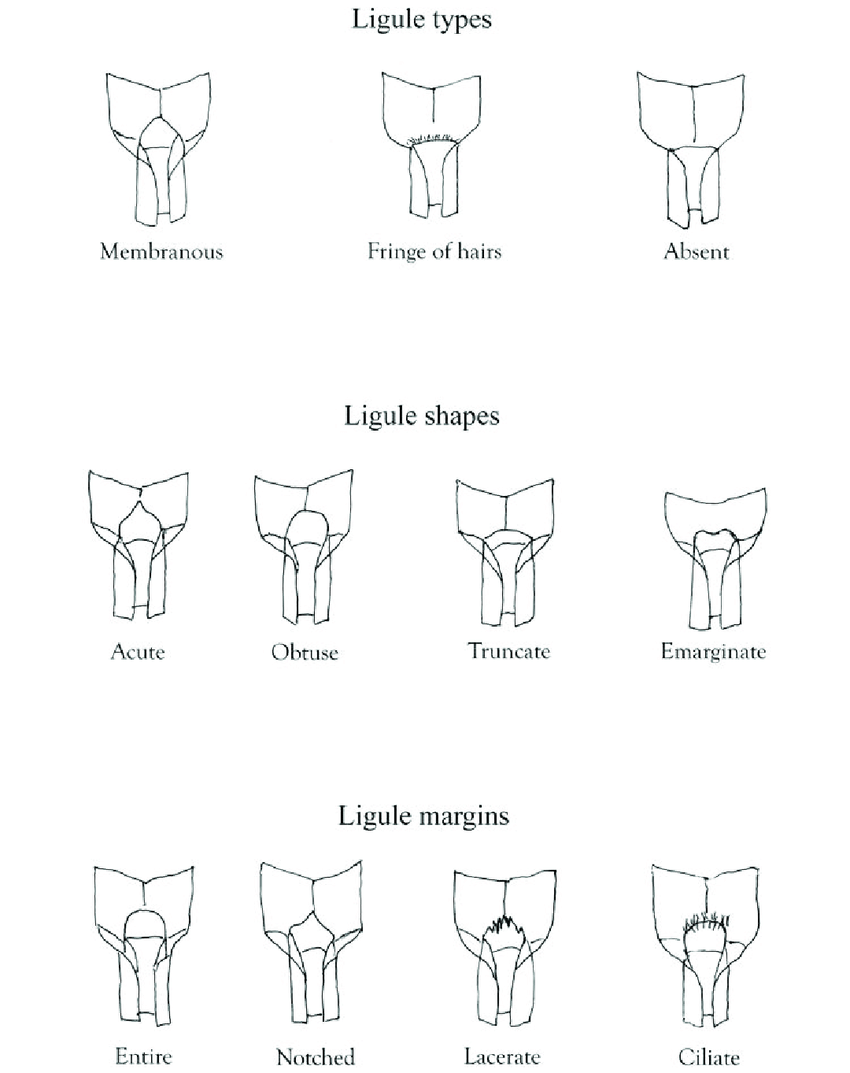 Ligule types
Membranous
Fringe of hairs
Absent
Ligule shapes
Acute
Obtuse
Truncate
Emarginate
Ligule margins
Entire
Notched
Lacerate
Ciliate